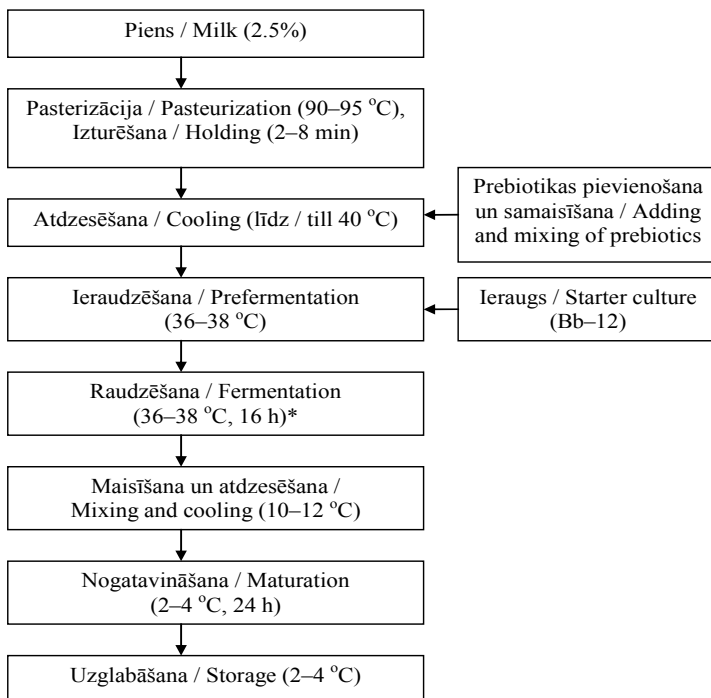 Piens / Milk (2.5%)
Pasterizācija / Pasteurization (90–95 °C),
Izturēšana / Holding (2–8 min)
Prebiotikas pievienošana
un samaisīšana / Adding
and mixing of prebiotics
Atdzesēšana / Cooling (līdz / till 40 °C)
Ieraudzēšana / Prefermentation
(36–38 °C)
Ieraugs / Starter culture
(Bb–12)
Raudzēšana / Fermentation
(36–38 °C, 16 h)*
Maisīšana un atdzesēšana /
Mixing and cooling (10–12 °C)
Nogatavināšana / Maturation
(2–4 °C, 24 h)
Uzglabāšana / Storage (2–4 °C)